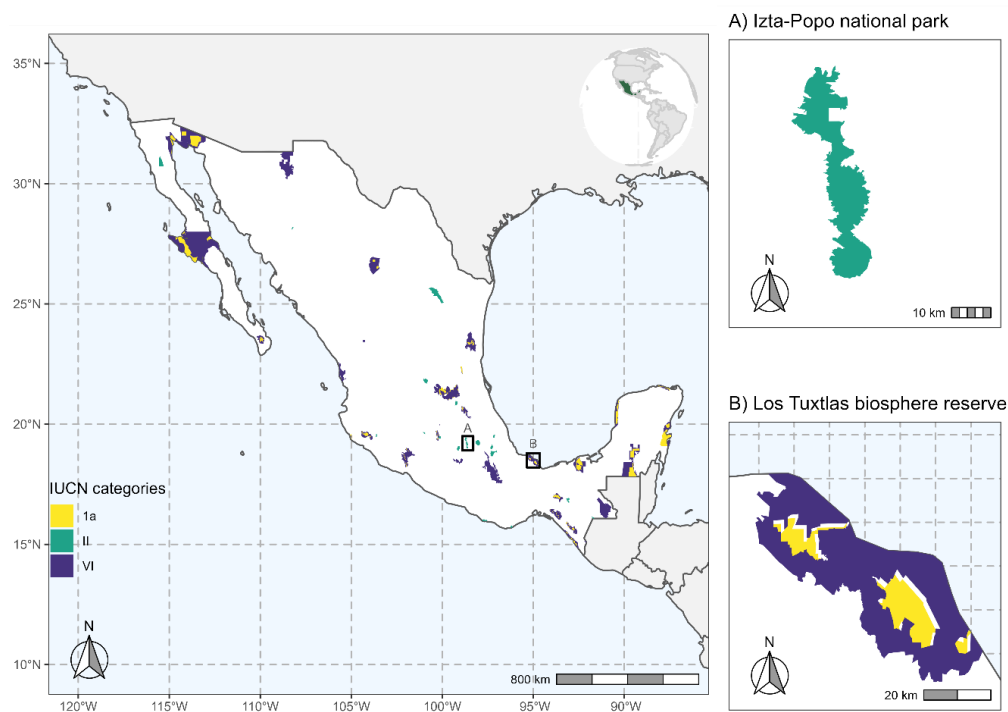 A) Izta-Popo national park
35°N
30°N
25°N
20°N
15°N
10°N
A
B
IUCN categories
1a
II
VI
N
800 km
120°W
115°W
110°W
105°W
100°W
95°W
90°W
N
10 km
B) Los Tuxtlas biosphere reserve
N
20 km